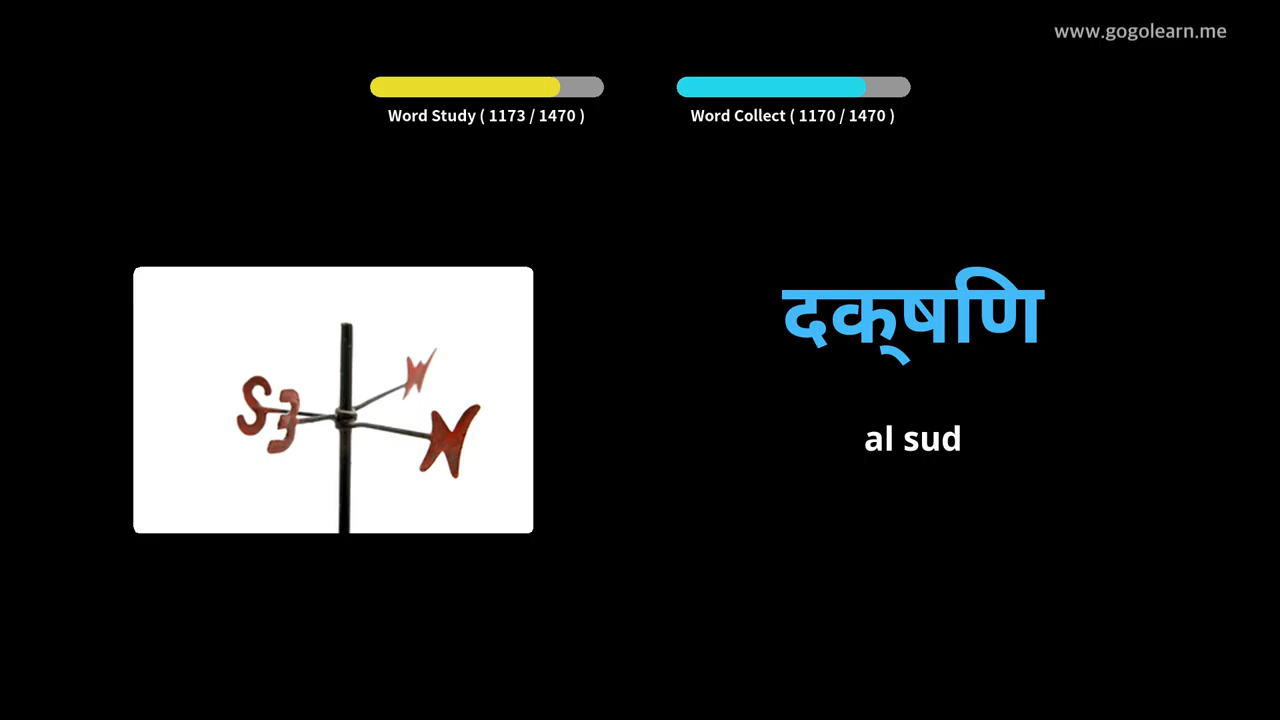 www.gogolearn.me
Word Study ( 1173 / 1470 )
Word Collect ( 1170 / 1470 )
दक्‌षणि
S E N
al sud